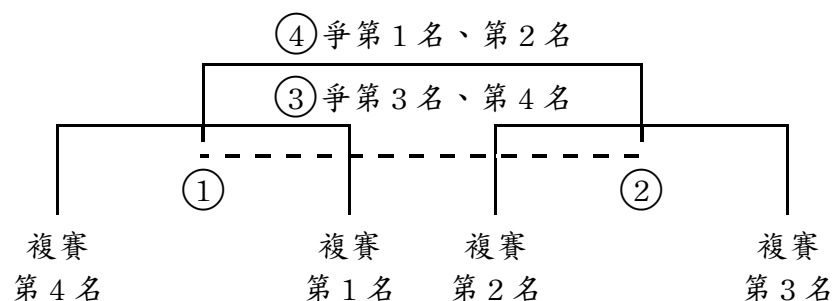 ④爭第1名、第2名
③爭第3名、第4名
① ②
複賽 複賽 複賽 複賽
第4名 第1名 第2名 第3名